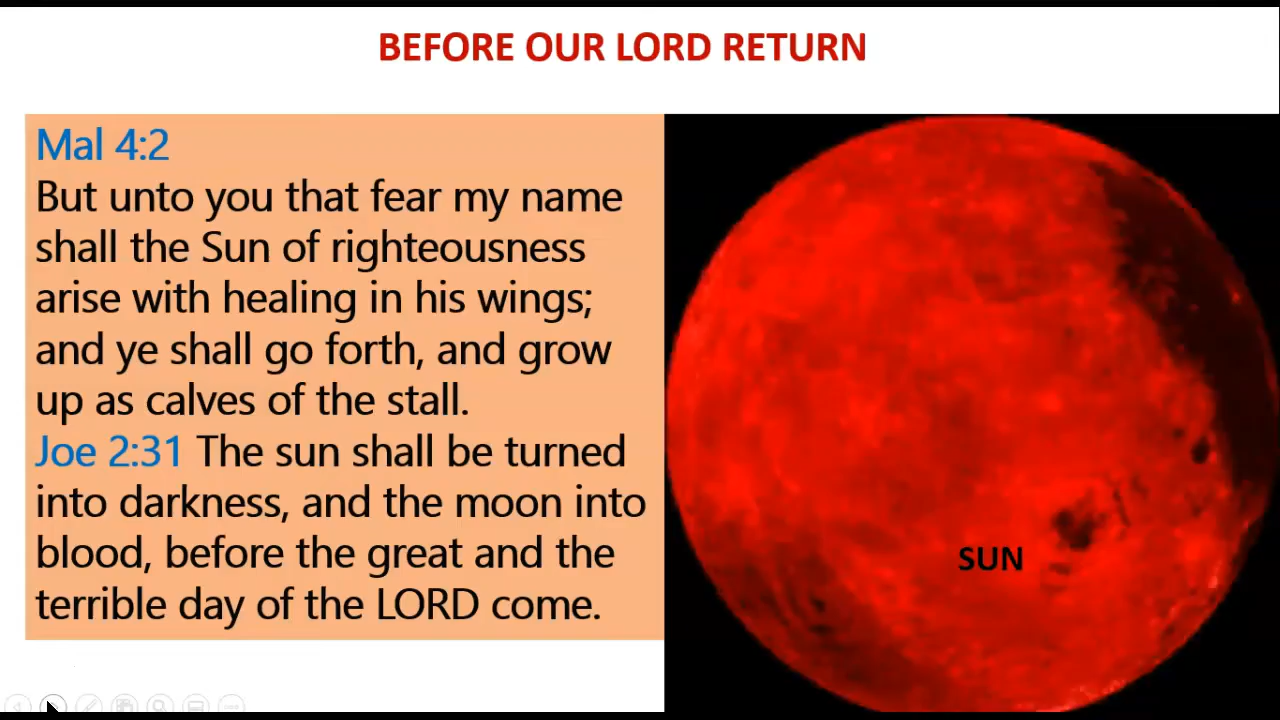 BEFORE OUR LORD RETURN
Mal 4:2
But unto you that fear my name
shall the Sun of righteousness
arise with healing in his wings;
and ye shall go forth, and grow
up as calves of the stall.
Joe 2:31 The sun shall be turned
into darkness, and the moon into
blood, before the great and the
terrible day of the LORD come.
SUN